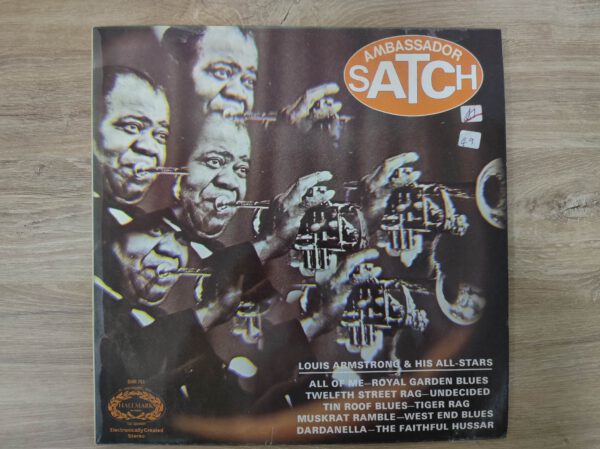 AMBASSADOR
SATCH
LOUIS ARMSTRONG & HIS ALL-STARS
ALL OF ME—ROYAL GARDEN BLUES
TWELFTH STREET RAG—UNDECIDED
TIN ROOF BLUES—TIGER RAG
MUSKRAT RAMBLE—WEST END BLUES
DARDANELLA—THE FAITHFUL HUSSAR
HALLMARK
Electronically Created
Stereo